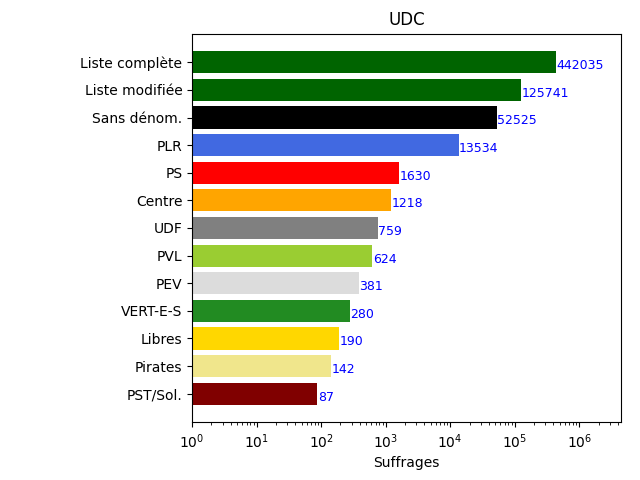 UDC
Liste complète 442035
Liste modifiée 125741
Sans dénom. 52525
PLR 13534
PS 1630
Centre 1218
UDF 759
PVL 624
PEV 381
VERT-E-S 280
Libres 190
Pirates 142
PST/Sol. 87
10⁰ 10¹ 10² 10³ 10⁴ 10⁵ 10⁶
Suffrages